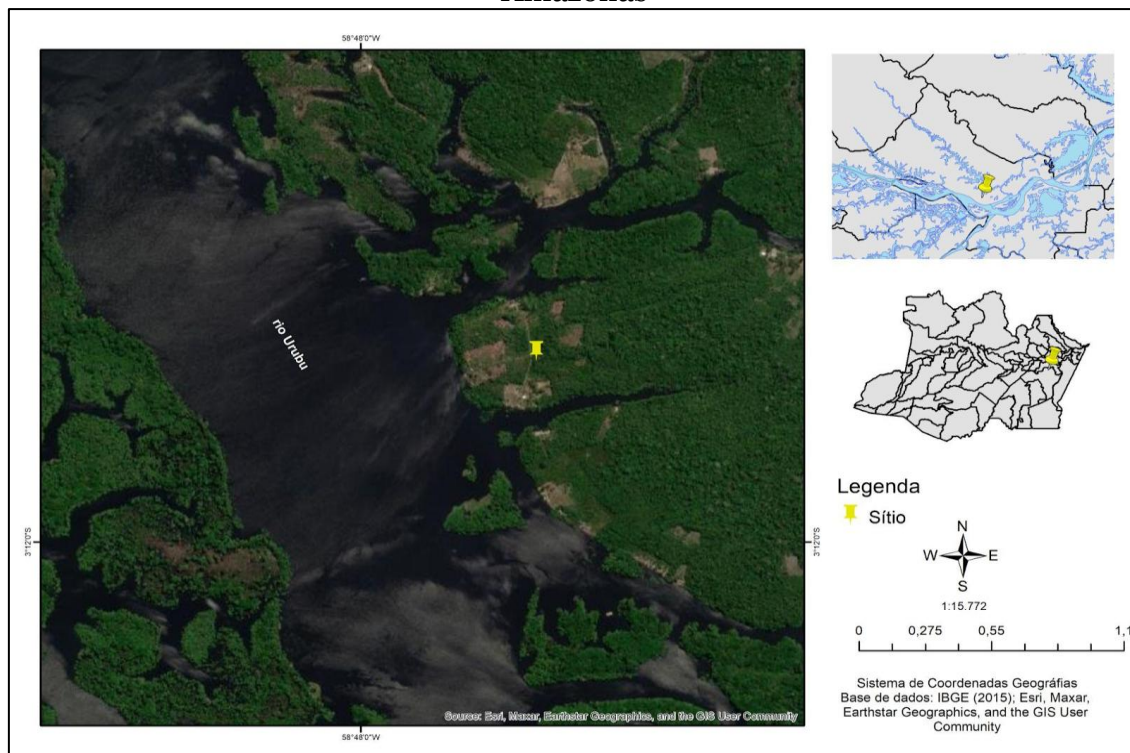 Amazonas
58°48'0"W
rio Urubu
3°12'0"S
3°12'0"S
Source: Esri, Maxar, Earthstar Geographics, and the GIS User Community
58°48'0"W
Legenda
Sítio
N
W E
S
1:15.772
0 0,275 0,55 1,1
Sistema de Coordenadas Geográfias
Base de dados: IBGE (2015); Esri, Maxar,
Earthstar Geographics, and the GIS User
Community